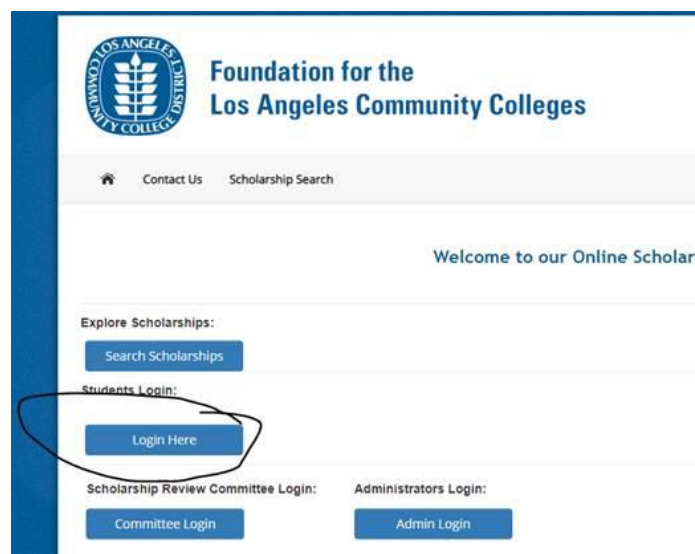 LOS ANGELES
COMMUNITY COLLEGE
DISTRICT
Foundation for the
Los Angeles Community Colleges
Contact Us Scholarship Search
Welcome to our Online Scholar
Explore Scholarships:
Search Scholarships
Students Login:
Login Here
Scholarship Review Committee Login: Administrators Login:
Committee Login Admin Login